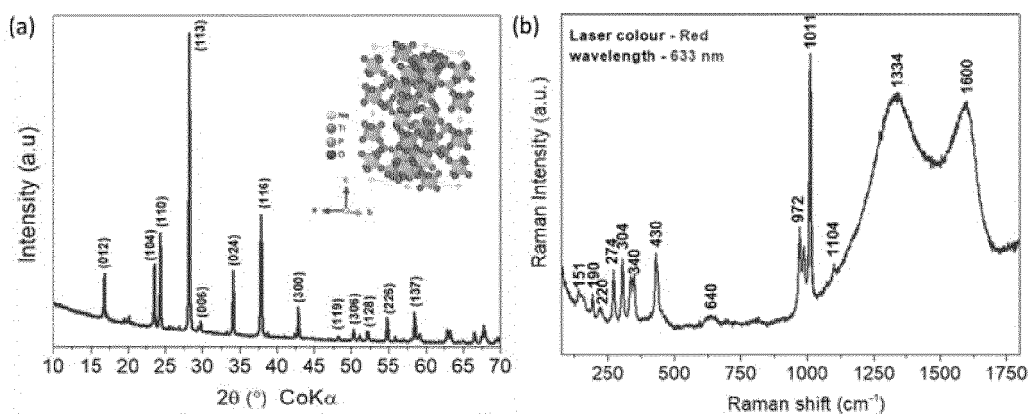 (a)
Intensity (a.u)
(012)
(104)
(110)
(113)
(006)
(024)
(116)
(300)
(119)
(306)
(128)
(226)
(137)
Na
Ti
P
O
10 15 20 25 30 35 40 45 50 55 60 65 70
2θ (°) CoKα
(b)
Laser colour - Red
wavelength - 633 nm
Raman Intensity (a.u.)
151
190
220
274
304
340
430
640
972
1011
1104
1334
1600
250 500 750 1000 1250 1500 1750
Raman shift (cm⁻¹)